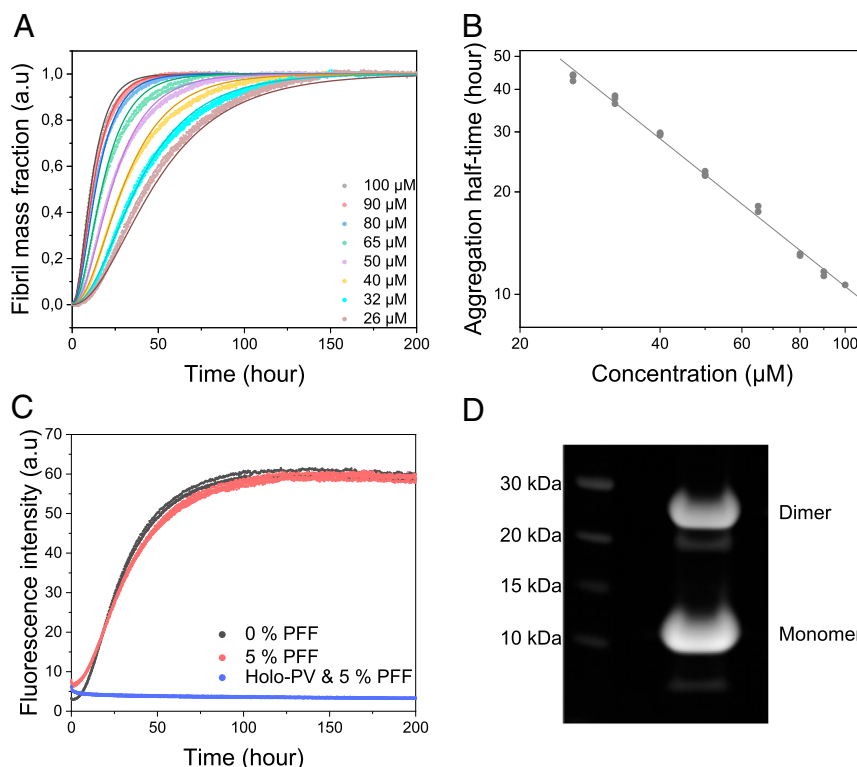 A
Fibril mass fraction (a.u)
1,0
0,8
0,6
0,4
0,2
0,0
100 µM
90 µM
80 µM
65 µM
50 µM
40 µM
32 µM
26 µM
0 50 100 150 200
Time (hour)
B
Aggregation half-time (hour)
50
40
30
20
10
20 40 60 80 100
Concentration (µM)
C
Fluorescence intensity (a.u)
70
60
50
40
30
20
10
0
0 % PFF
5 % PFF
Holo-PV & 5 % PFF
0 50 100 150 200
Time (hour)
D
30 kDa
Dimer
20 kDa
15 kDa
10 kDa
Monomer